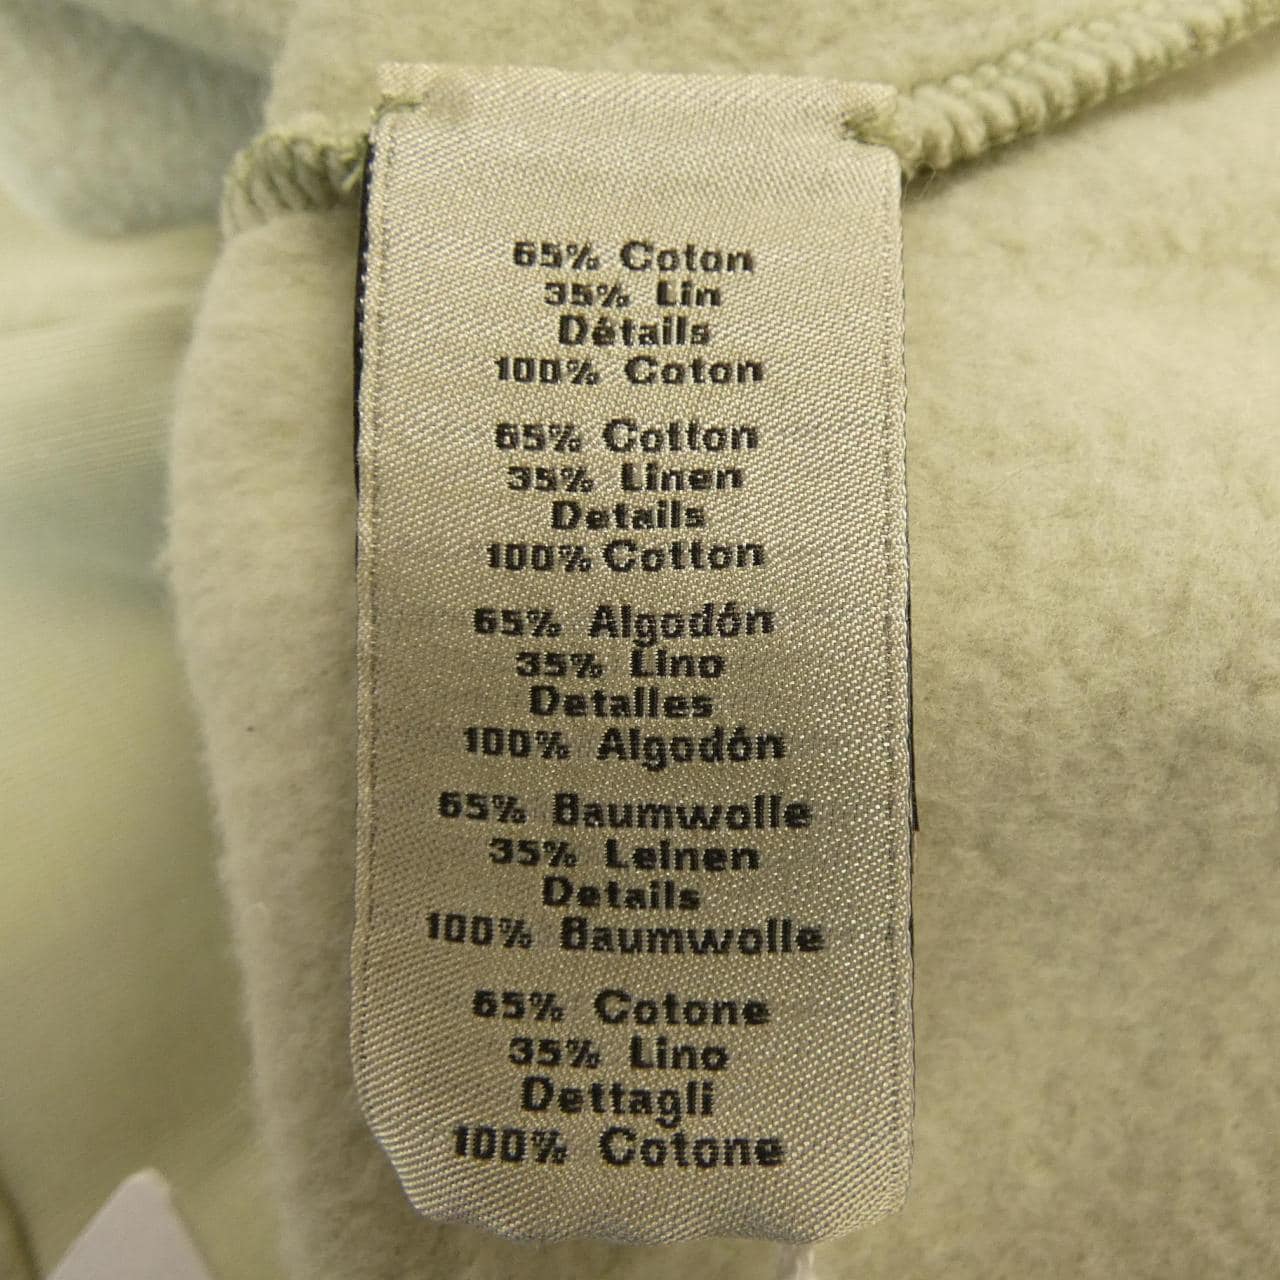 65% Coton
35% Lin
Détails
100% Coton
65% Cotton
35% Linen
Details
100% Cotton
65% Algodón
35% Lino
Detalles
100% Algodón
65% Baumwolle
35% Leinen
Details
100% Baumwolle
65% Cotone
35% Lino
Dettagli
100% Cotone